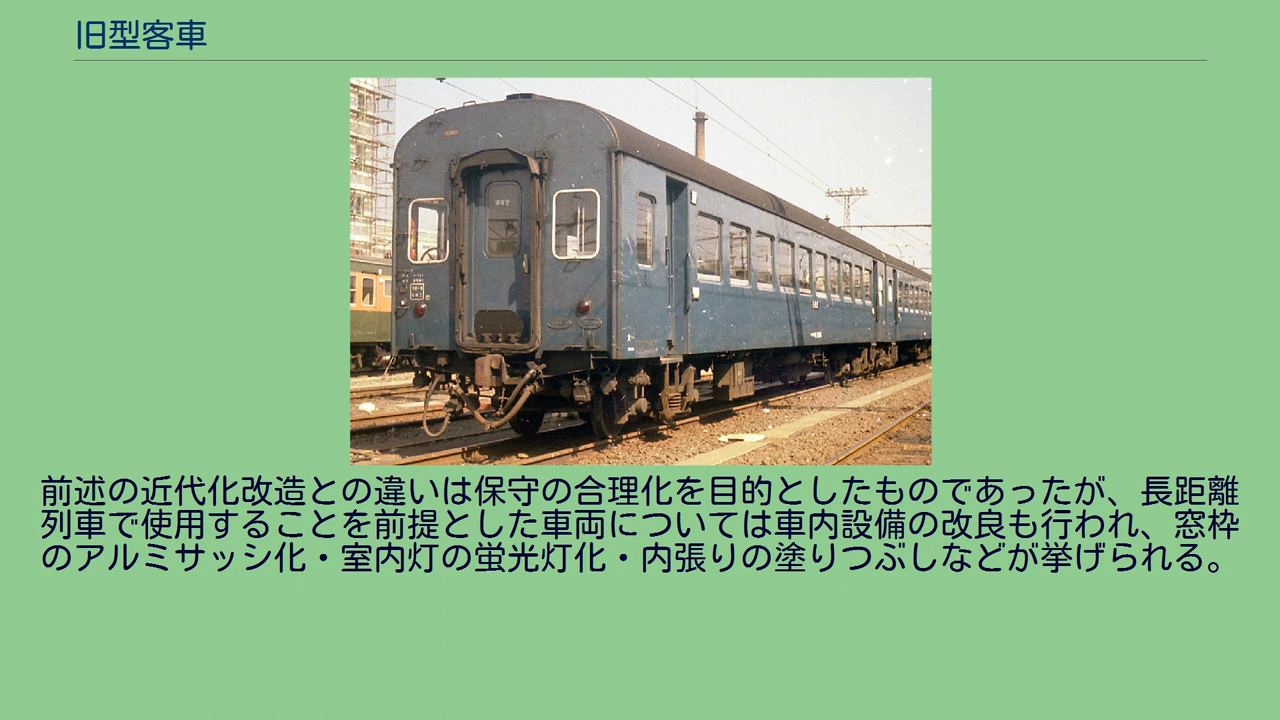 旧型客車
前述の近代化改造との違いは保守の合理化を目的としたものであったが、長距離
列車で使用することを前提とした車両については車内設備の改良も行われ、窓枠
のアルミサッシ化・室内灯の蛍光灯化・内張りの塗りつぶしなどが挙げられる。